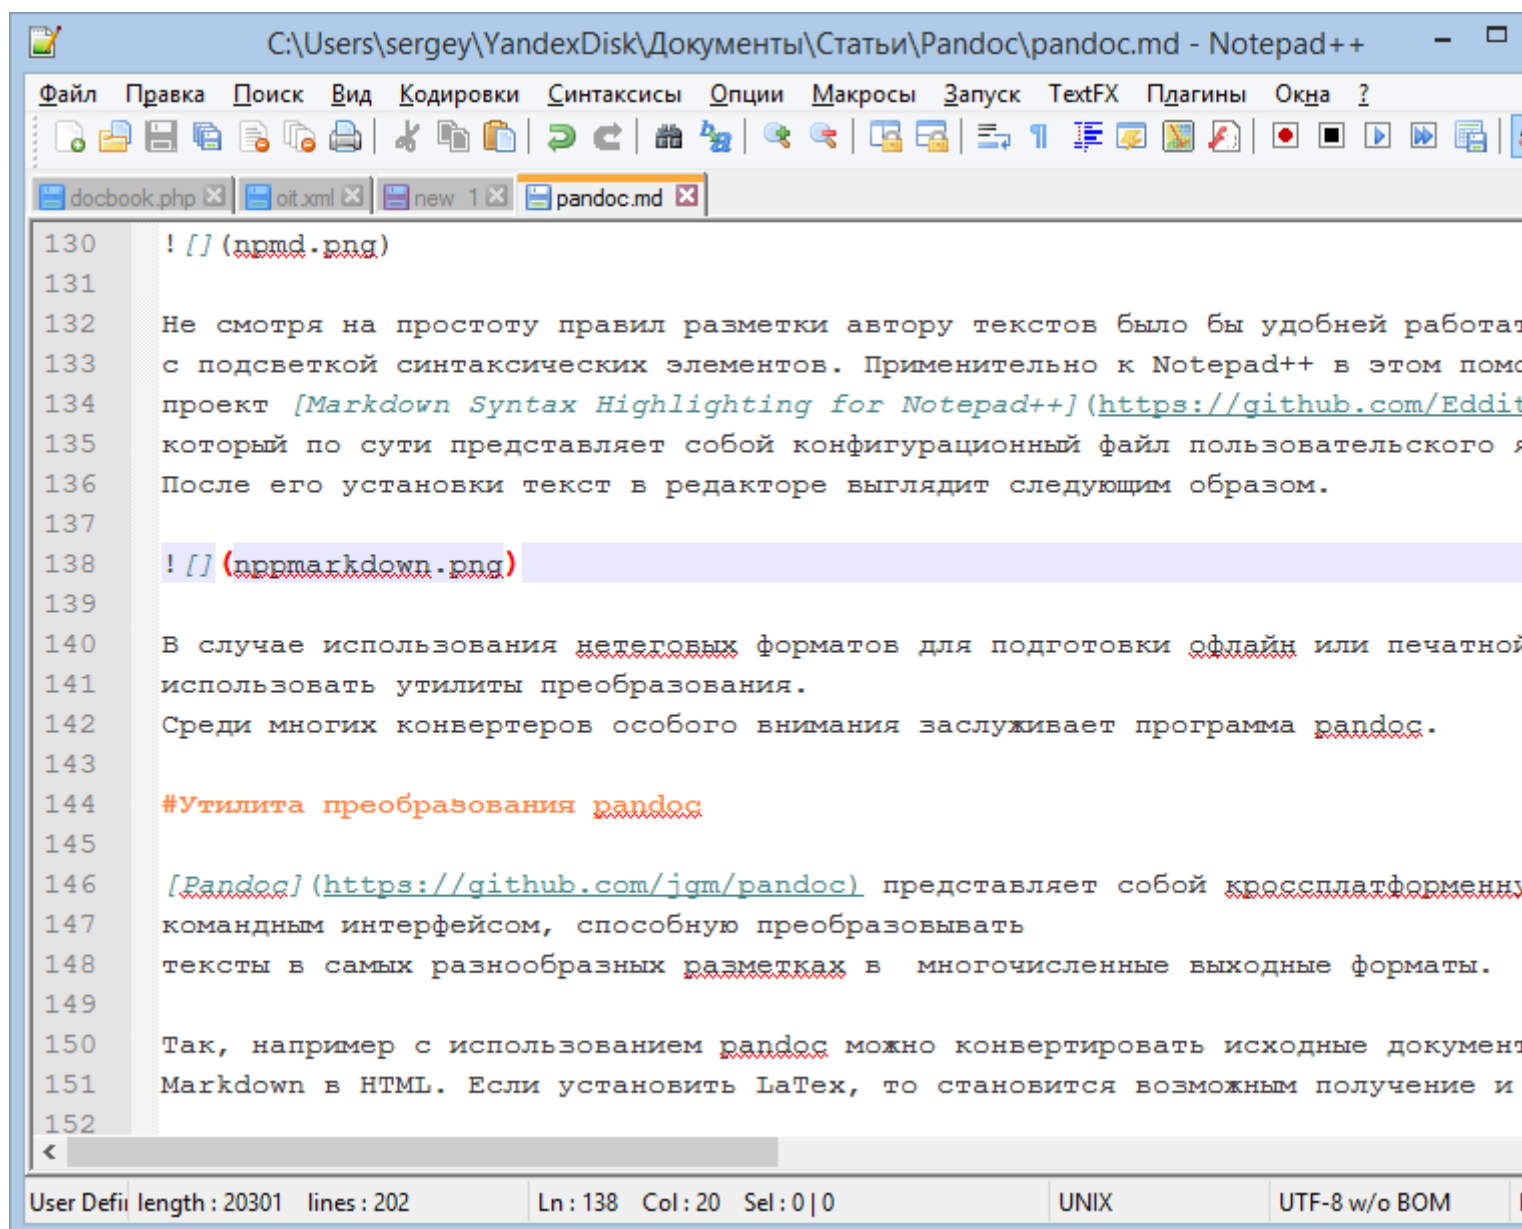 C:\Users\sergey\YandexDisk\Документы\Статьи\Pandoc\pandoc.md - Notepad++
Файл Правка Поиск Вид Кодировки Синтаксисы Опции Макросы Запуск TextFX Плагины Окна ?
docbook.php oit.xml new 1 pandoc.md
130 ![](npmd.png)
131
132 Не смотря на простоту правил разметки автору текстов было бы удобней работат
133 с подсветкой синтаксических элементов. Применительно к Notepad++ в этом помо
134 проект [Markdown Syntax Highlighting for Notepad++](https://github.com/Eddit
135 который по сути представляет собой конфигурационный файл пользовательского я
136 После его установки текст в редакторе выглядит следующим образом.
137
138 ![](nppmarkdown.png)
139
140 В случае использования нетеговых форматов для подготовки офлайн или печатной
141 использовать утилиты преобразования.
142 Среди многих конвертеров особого внимания заслуживает программа pandoc.
143
144 #Утилита преобразования pandoc
145
146 [Pandoc](https://github.com/jgm/pandoc) представляет собой кроссплатформенну
147 командным интерфейсом, способную преобразовывать
148 тексты в самых разнообразных разметках в  многочисленные выходные форматы.
149
150 Так, например с использованием pandoc можно конвертировать исходные документ
151 Markdown в HTML. Если установить LaTex, то становится возможным получение и
152
User Defi length : 20301 lines : 202 Ln : 138 Col : 20 Sel : 0 | 0 UNIX UTF-8 w/o BOM